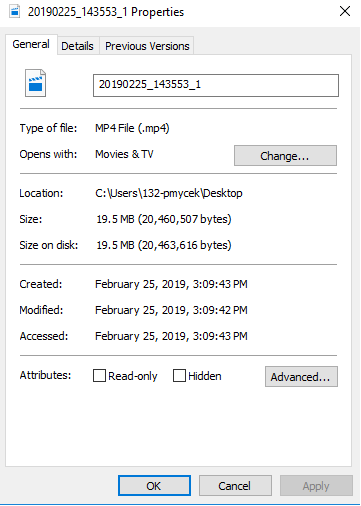 20190225_143553_1 Properties
General Details Previous Versions
20190225_143553_1
Type of file: MP4 File (.mp4)
Opens with: Movies & TV Change...
Location: C:\Users\132-pmycek\Desktop
Size: 19.5 MB (20,460,507 bytes)
Size on disk: 19.5 MB (20,463,616 bytes)
Created: February 25, 2019, 3:09:43 PM
Modified: February 25, 2019, 3:09:42 PM
Accessed: February 25, 2019, 3:09:43 PM
Attributes: Read-only Hidden Advanced...
OK Cancel Apply